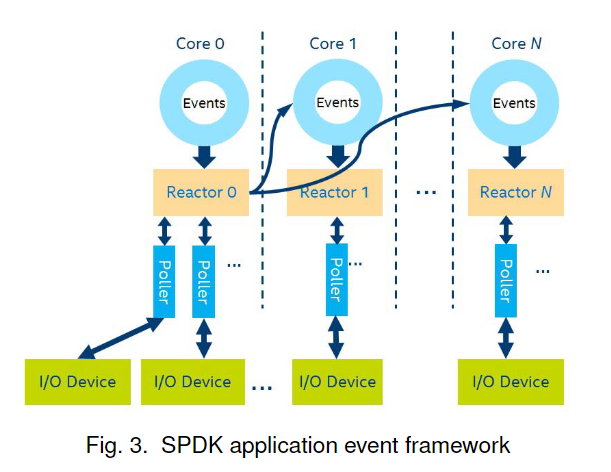 Core 0
Core 1
Core N
Events
Events
Events
Reactor 0
Reactor 1
...
Reactor N
Poller
Poller
...
Poller
...
Poller
...
I/O Device
I/O Device
...
I/O Device
I/O Device
Fig. 3. SPDK application event framework